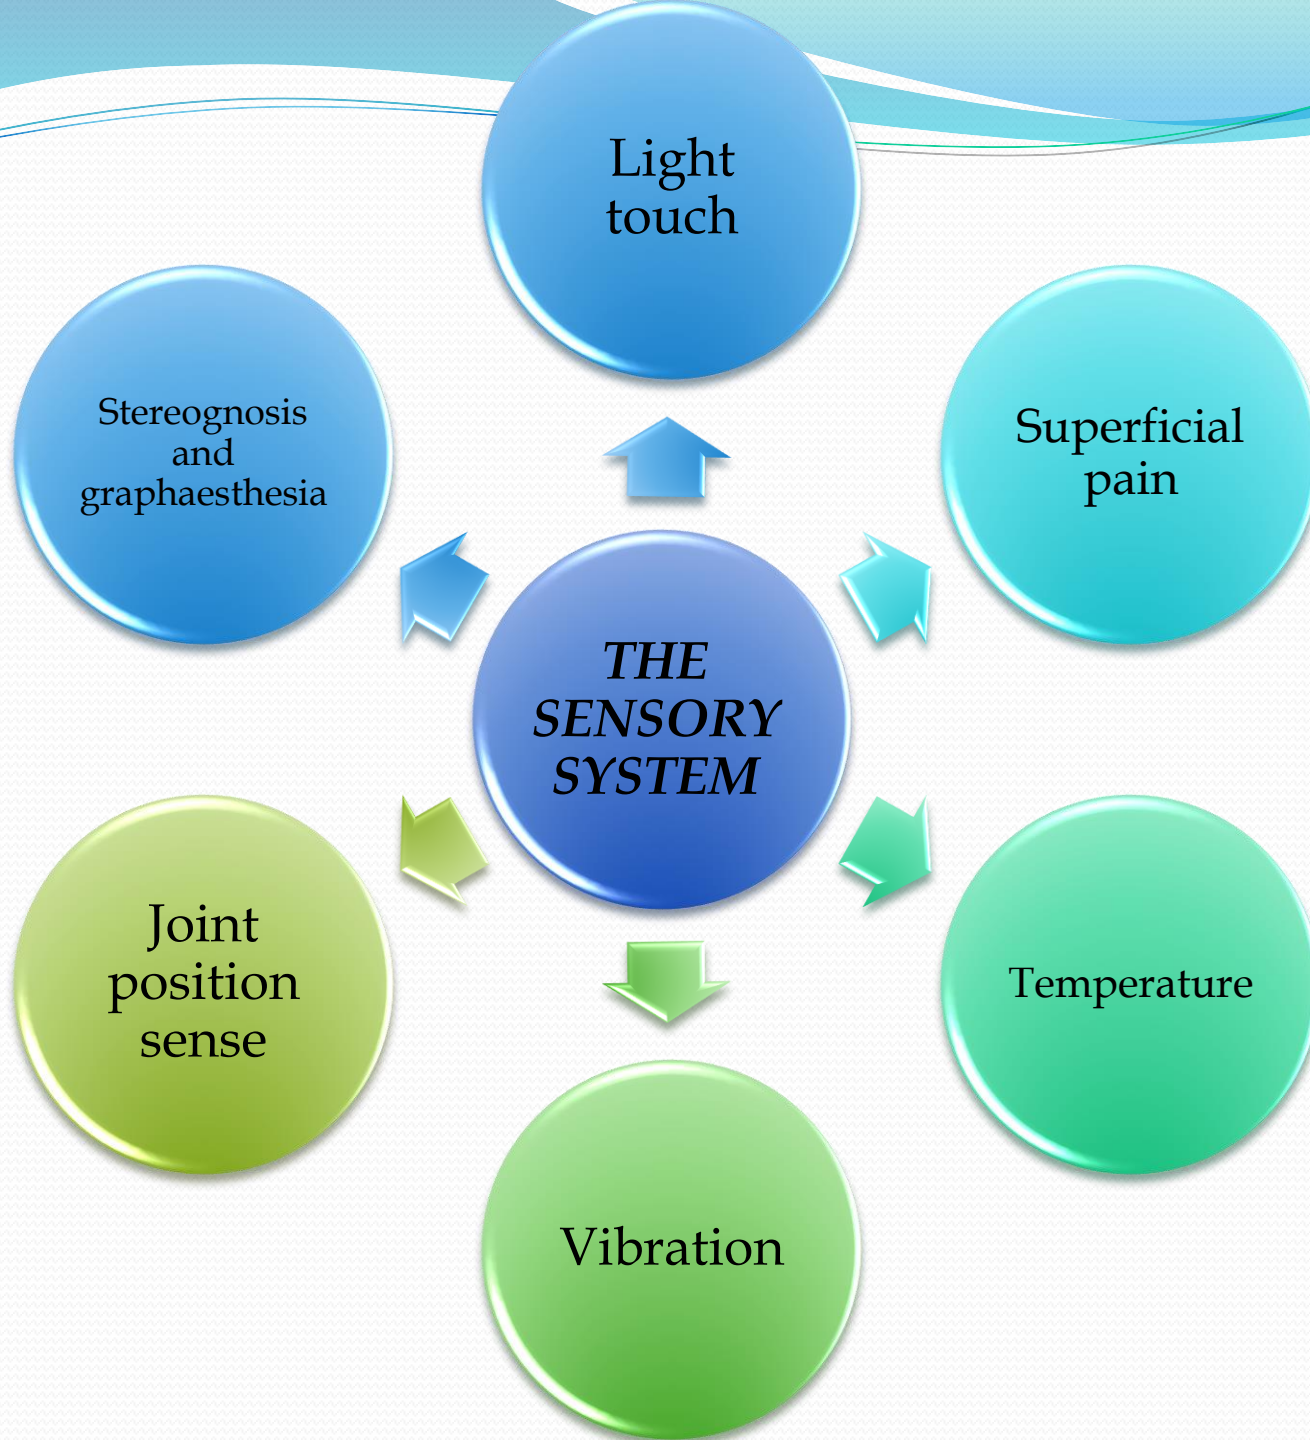 Light
touch
Superficial
pain
Stereognosis
and
graphaesthesia
THE
SENSORY
SYSTEM
Joint
position
sense
Temperature
Vibration